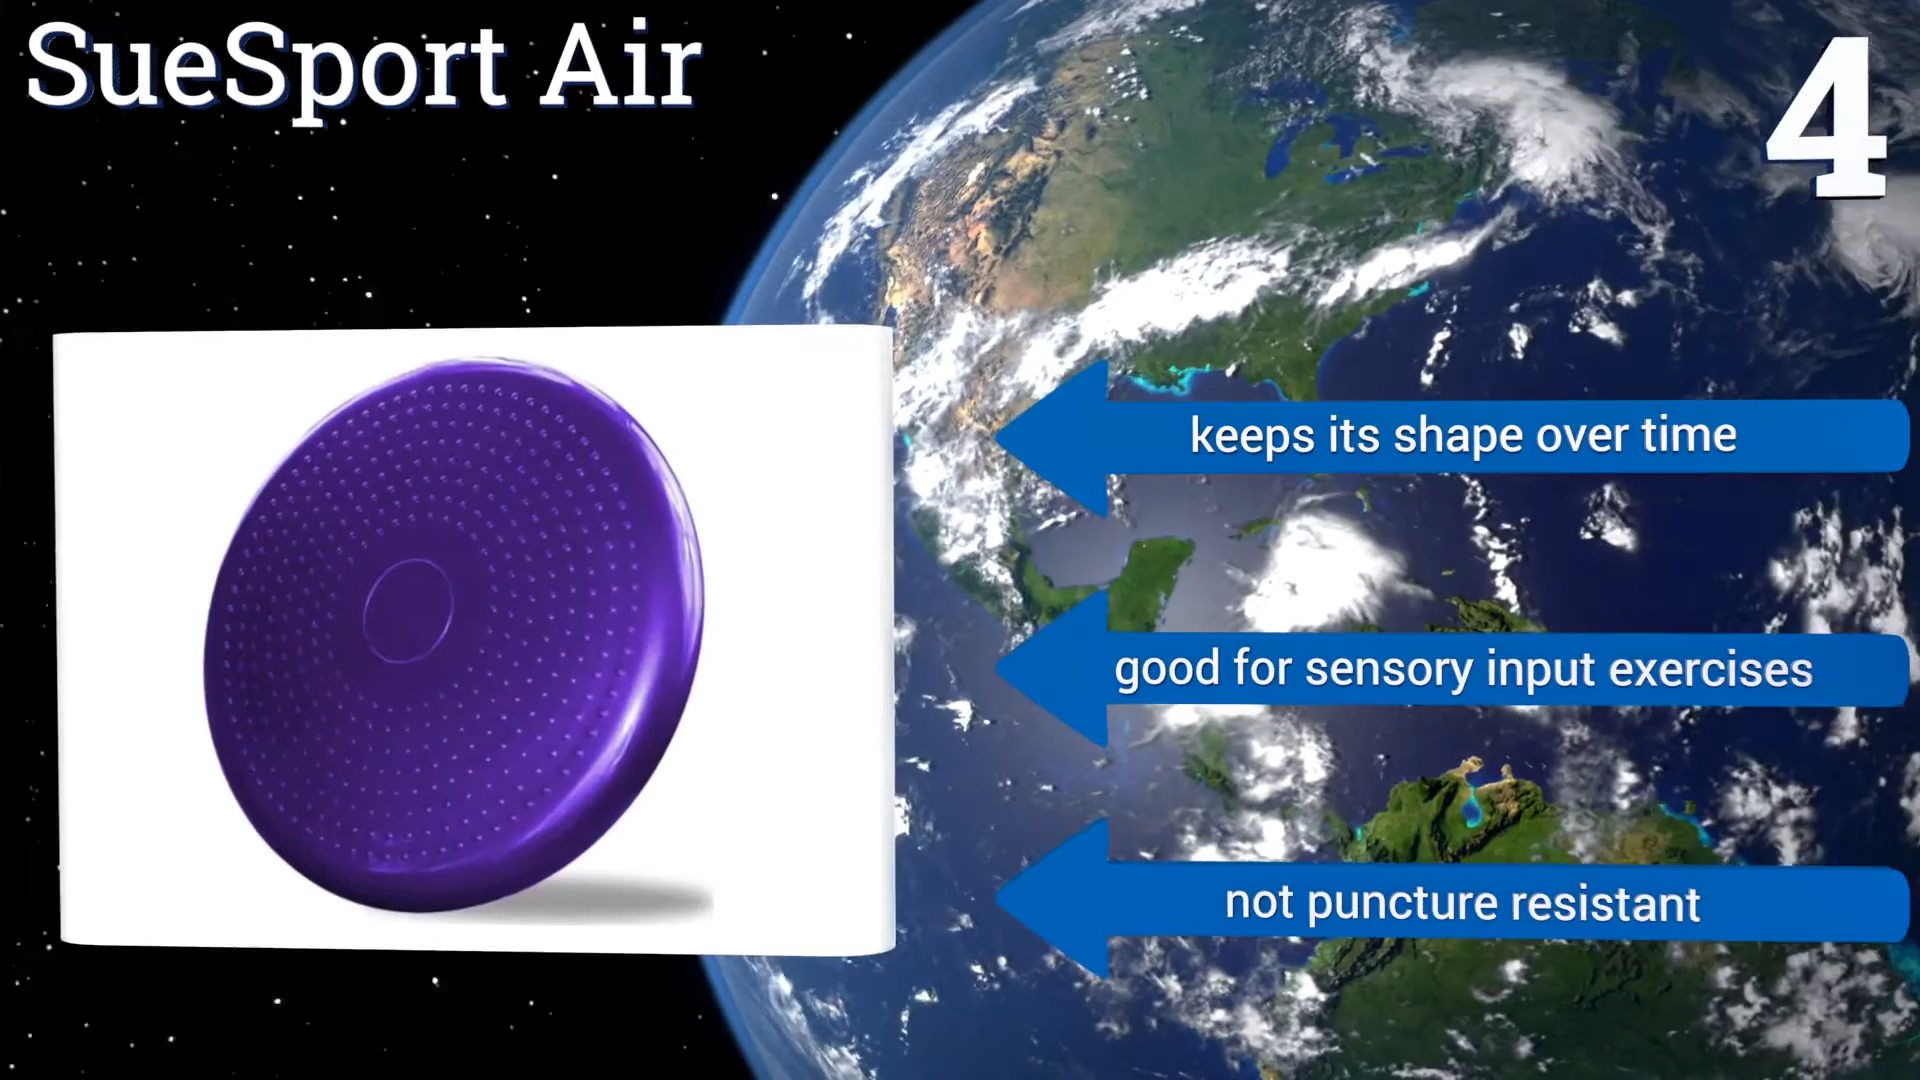 SueSport Air
4
keeps its shape over time
good for sensory input exercises
not puncture resistant